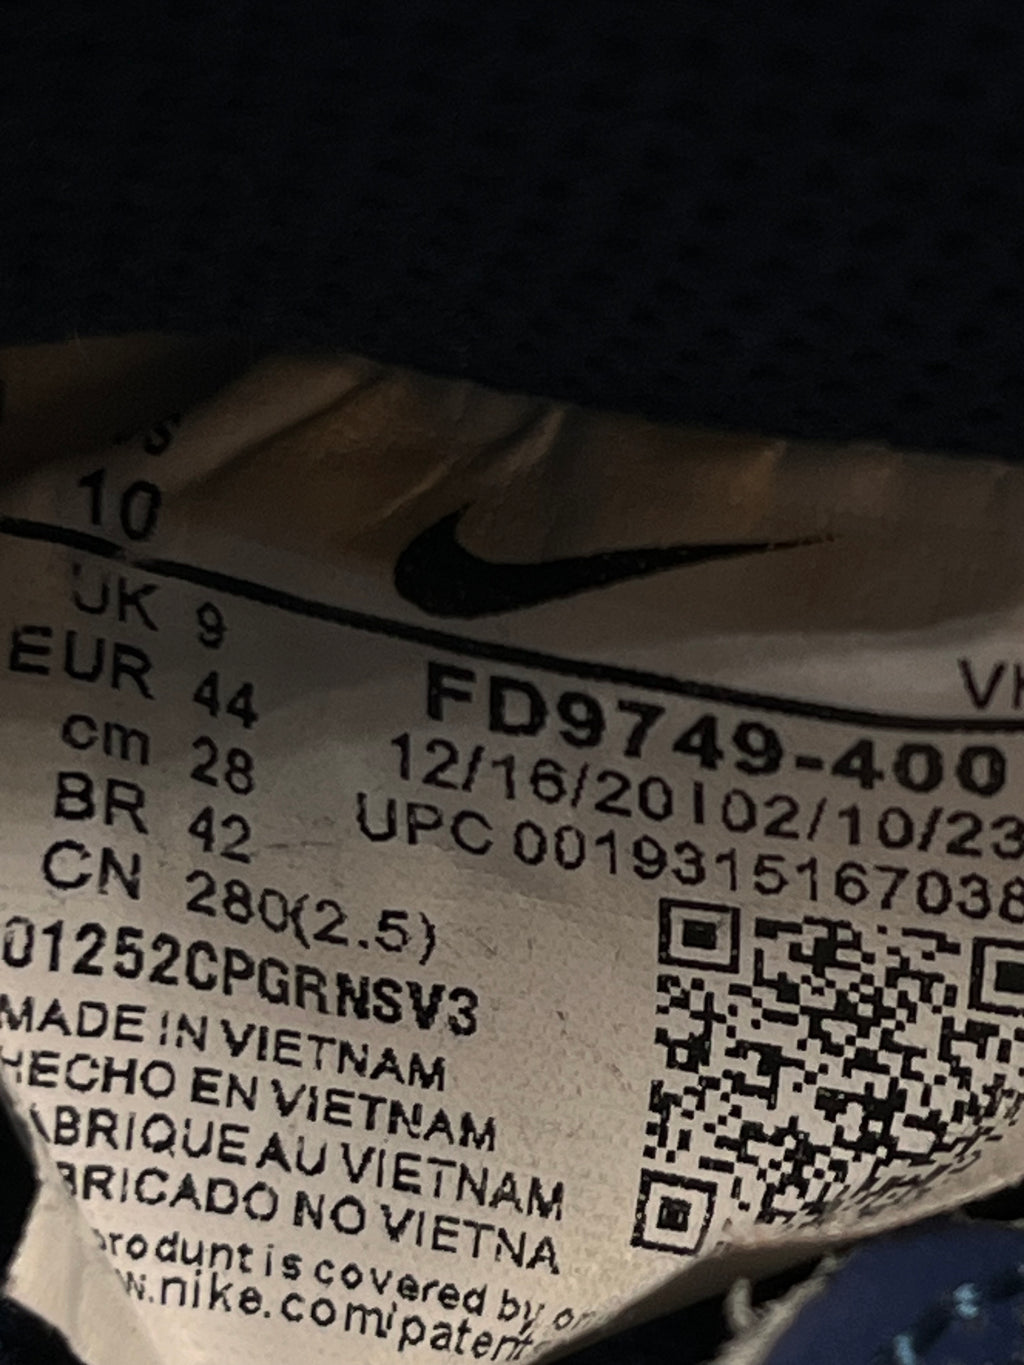 10
UK 9
EUR 44
cm 28
BR 42
CN 280(2.5)
FD9749-400
12/16/20 | 02/10/23
UPC 0019315167038
01252CPGRNSV3
MADE IN VIETNAM
HECHO EN VIETNAM
ABRIQUE AU VIETNAM
BRICADO NO VIETNA
produnt is covered by
w.nike.com/patent